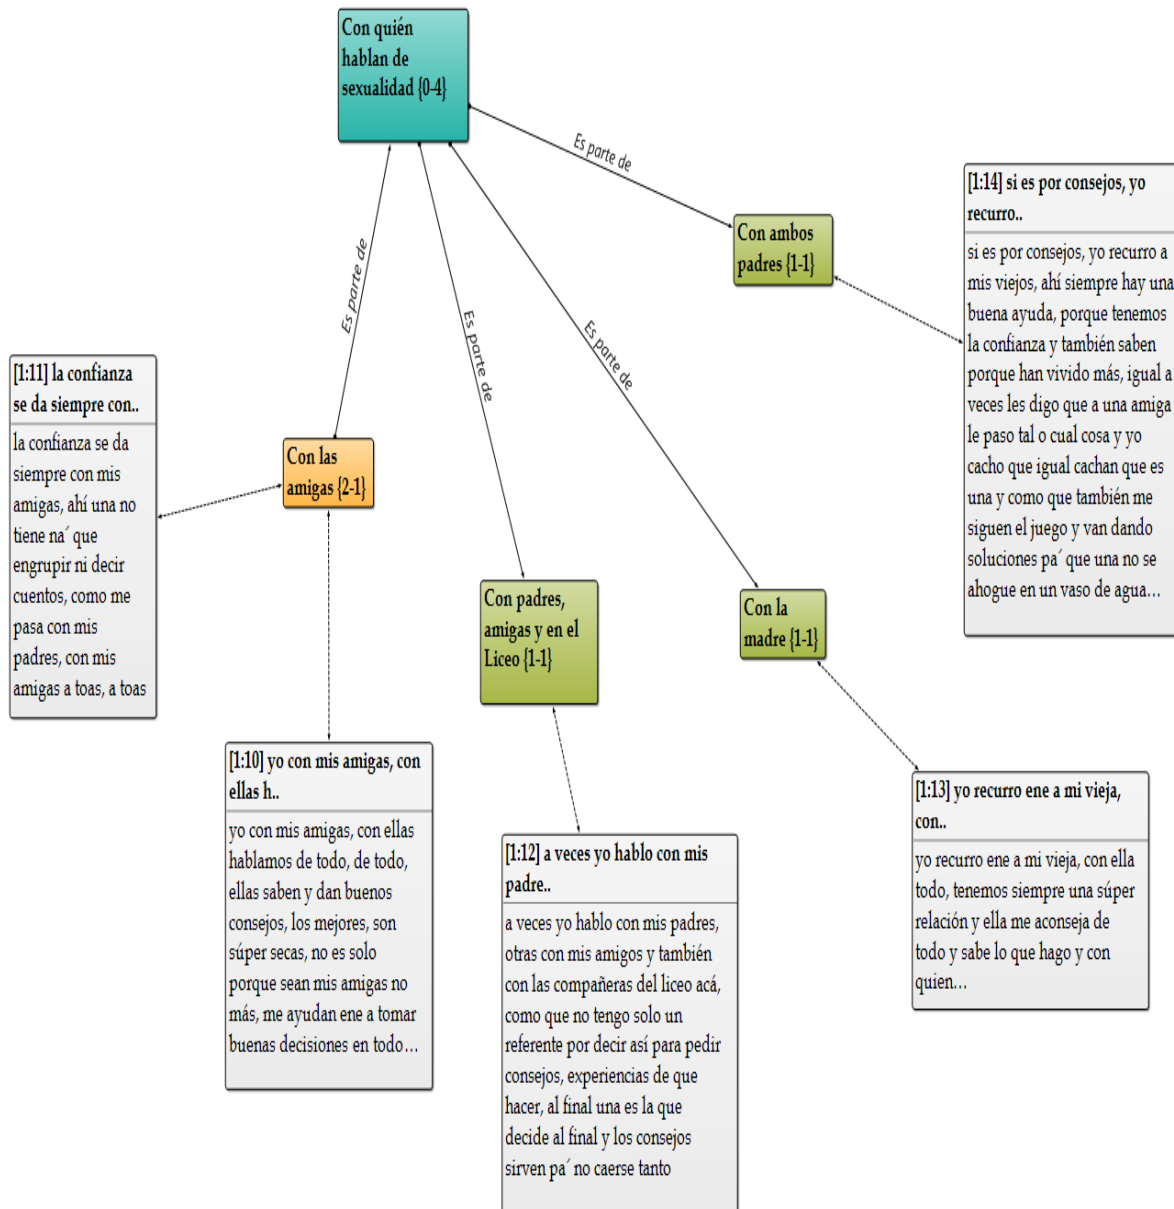 Con quién
hablan de
sexualidad {0-4}
Es parte de
Es parte de
Es parte de
Es parte de
Con ambos
padres {1-1}
[1:14] si es por consejos, yo
recurro..
si es por consejos, yo recurro a
mis viejos, ahí siempre hay una
buena ayuda, porque tenemos
la confianza y también saben
porque han vivido más, igual a
veces les digo que a una amiga
le paso tal o cual cosa y yo
cacho que igual cachan que es
una y como que también me
siguen el juego y van dando
soluciones pa´ que una no se
ahogue en un vaso de agua…
[1:11] la confianza
se da siempre con..
la confianza se da
siempre con mis
amigas, ahí una no
tiene na´ que
engrupir ni decir
cuentos, como me
pasa con mis
padres, con mis
amigas a toas, a toas
Con las
amigas {2-1}
Con padres,
amigas y en el
Liceo {1-1}
Con la
madre {1-1}
[1:10] yo con mis amigas, con
ellas h..
yo con mis amigas, con ellas
hablamos de todo, de todo,
ellas saben y dan buenos
consejos, los mejores, son
súper secas, no es solo
porque sean mis amigas no
más, me ayudan ene a tomar
buenas decisiones en todo…
[1:12] a veces yo hablo con mis
padre..
a veces yo hablo con mis padres,
otras con mis amigos y también
con las compañeras del liceo acá,
como que no tengo solo un
referente por decir así para pedir
consejos, experiencias de que
hacer, al final una es la que
decide al final y los consejos
sirven pa´ no caerse tanto
[1:13] yo recurro ene a mi vieja,
con..
yo recurro ene a mi vieja, con ella
todo, tenemos siempre una súper
relación y ella me aconseja de
todo y sabe lo que hago y con
quien…